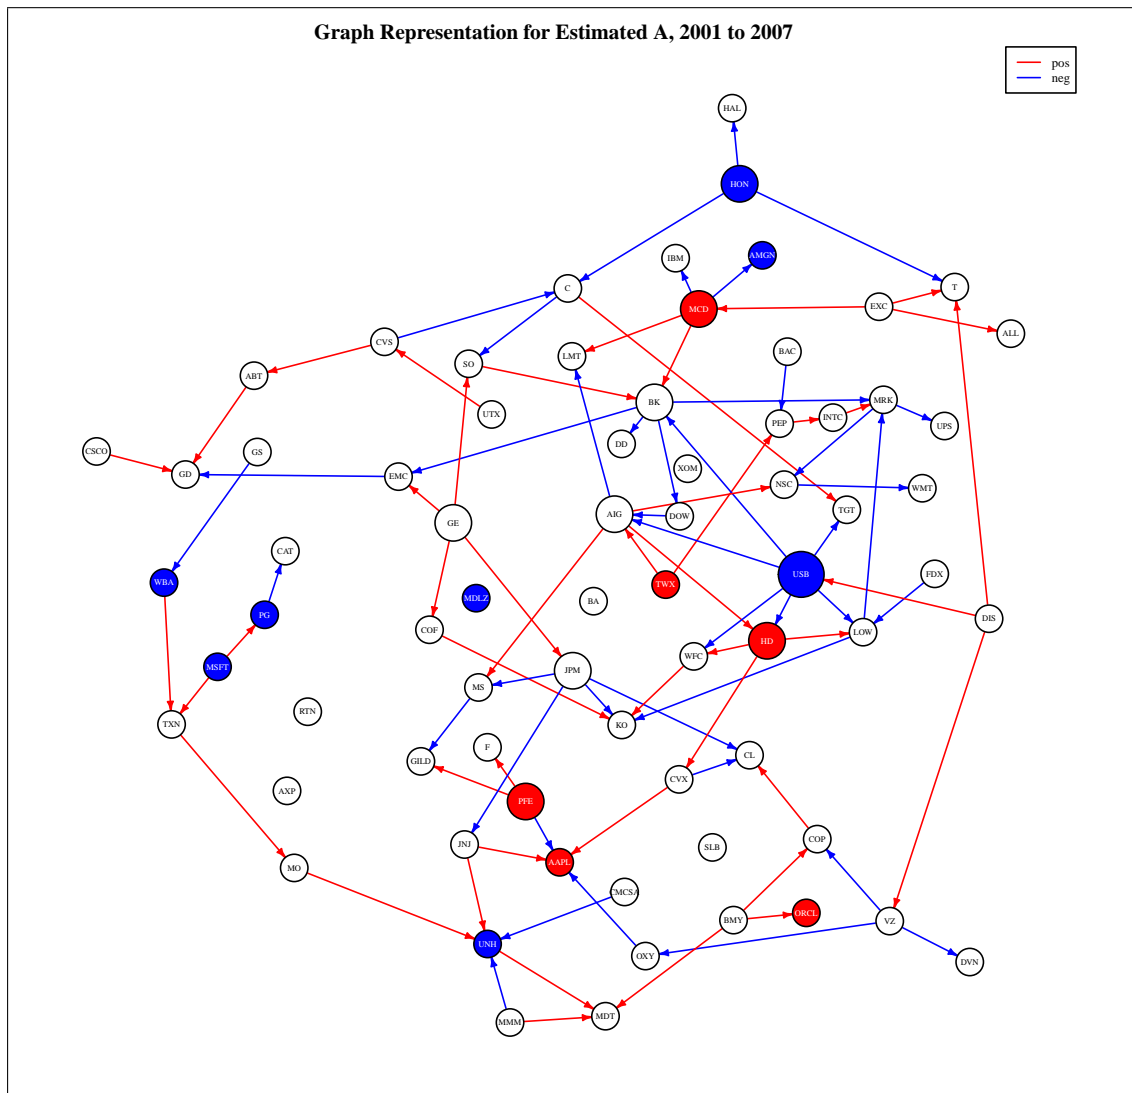 Graph Representation for Estimated A, 2001 to 2007
pos
neg
HAL
HON
AMGN
IBM
C
T
MCD
EXC
ALL
CVS
BAC
LMT
SO
ABT
BK
MRK
UTX
INTC
PEP
UPS
DD
CSCO
GS
XOM
GD
EMC
NSC
WMT
TGT
AIG
DOW
GE
CAT
USB
FDX
WBA
TWX
MDLZ
BA
PG
DIS
COF
LOW
HD
WFC
MSFT
JPM
MS
RTN
TXN
KO
F
CL
GILD
CVX
AXP
PFE
COP
JNJ
SLB
AAPL
MO
CMCSA
ORCL
BMY
VZ
UNH
OXY
DVN
MDT
MMM